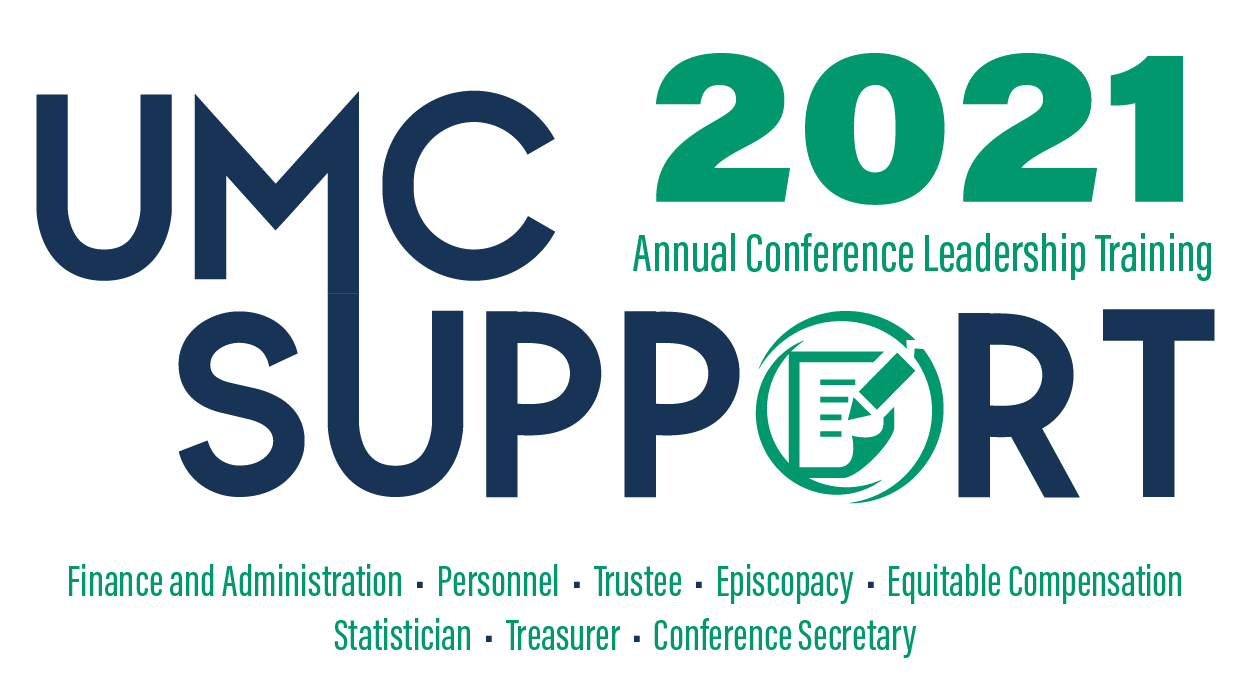 UMC
2021
Annual Conference Leadership Training
SUPPORT
Finance and Administration · Personnel · Trustee · Episcopacy · Equitable Compensation
Statistician · Treasurer · Conference Secretary